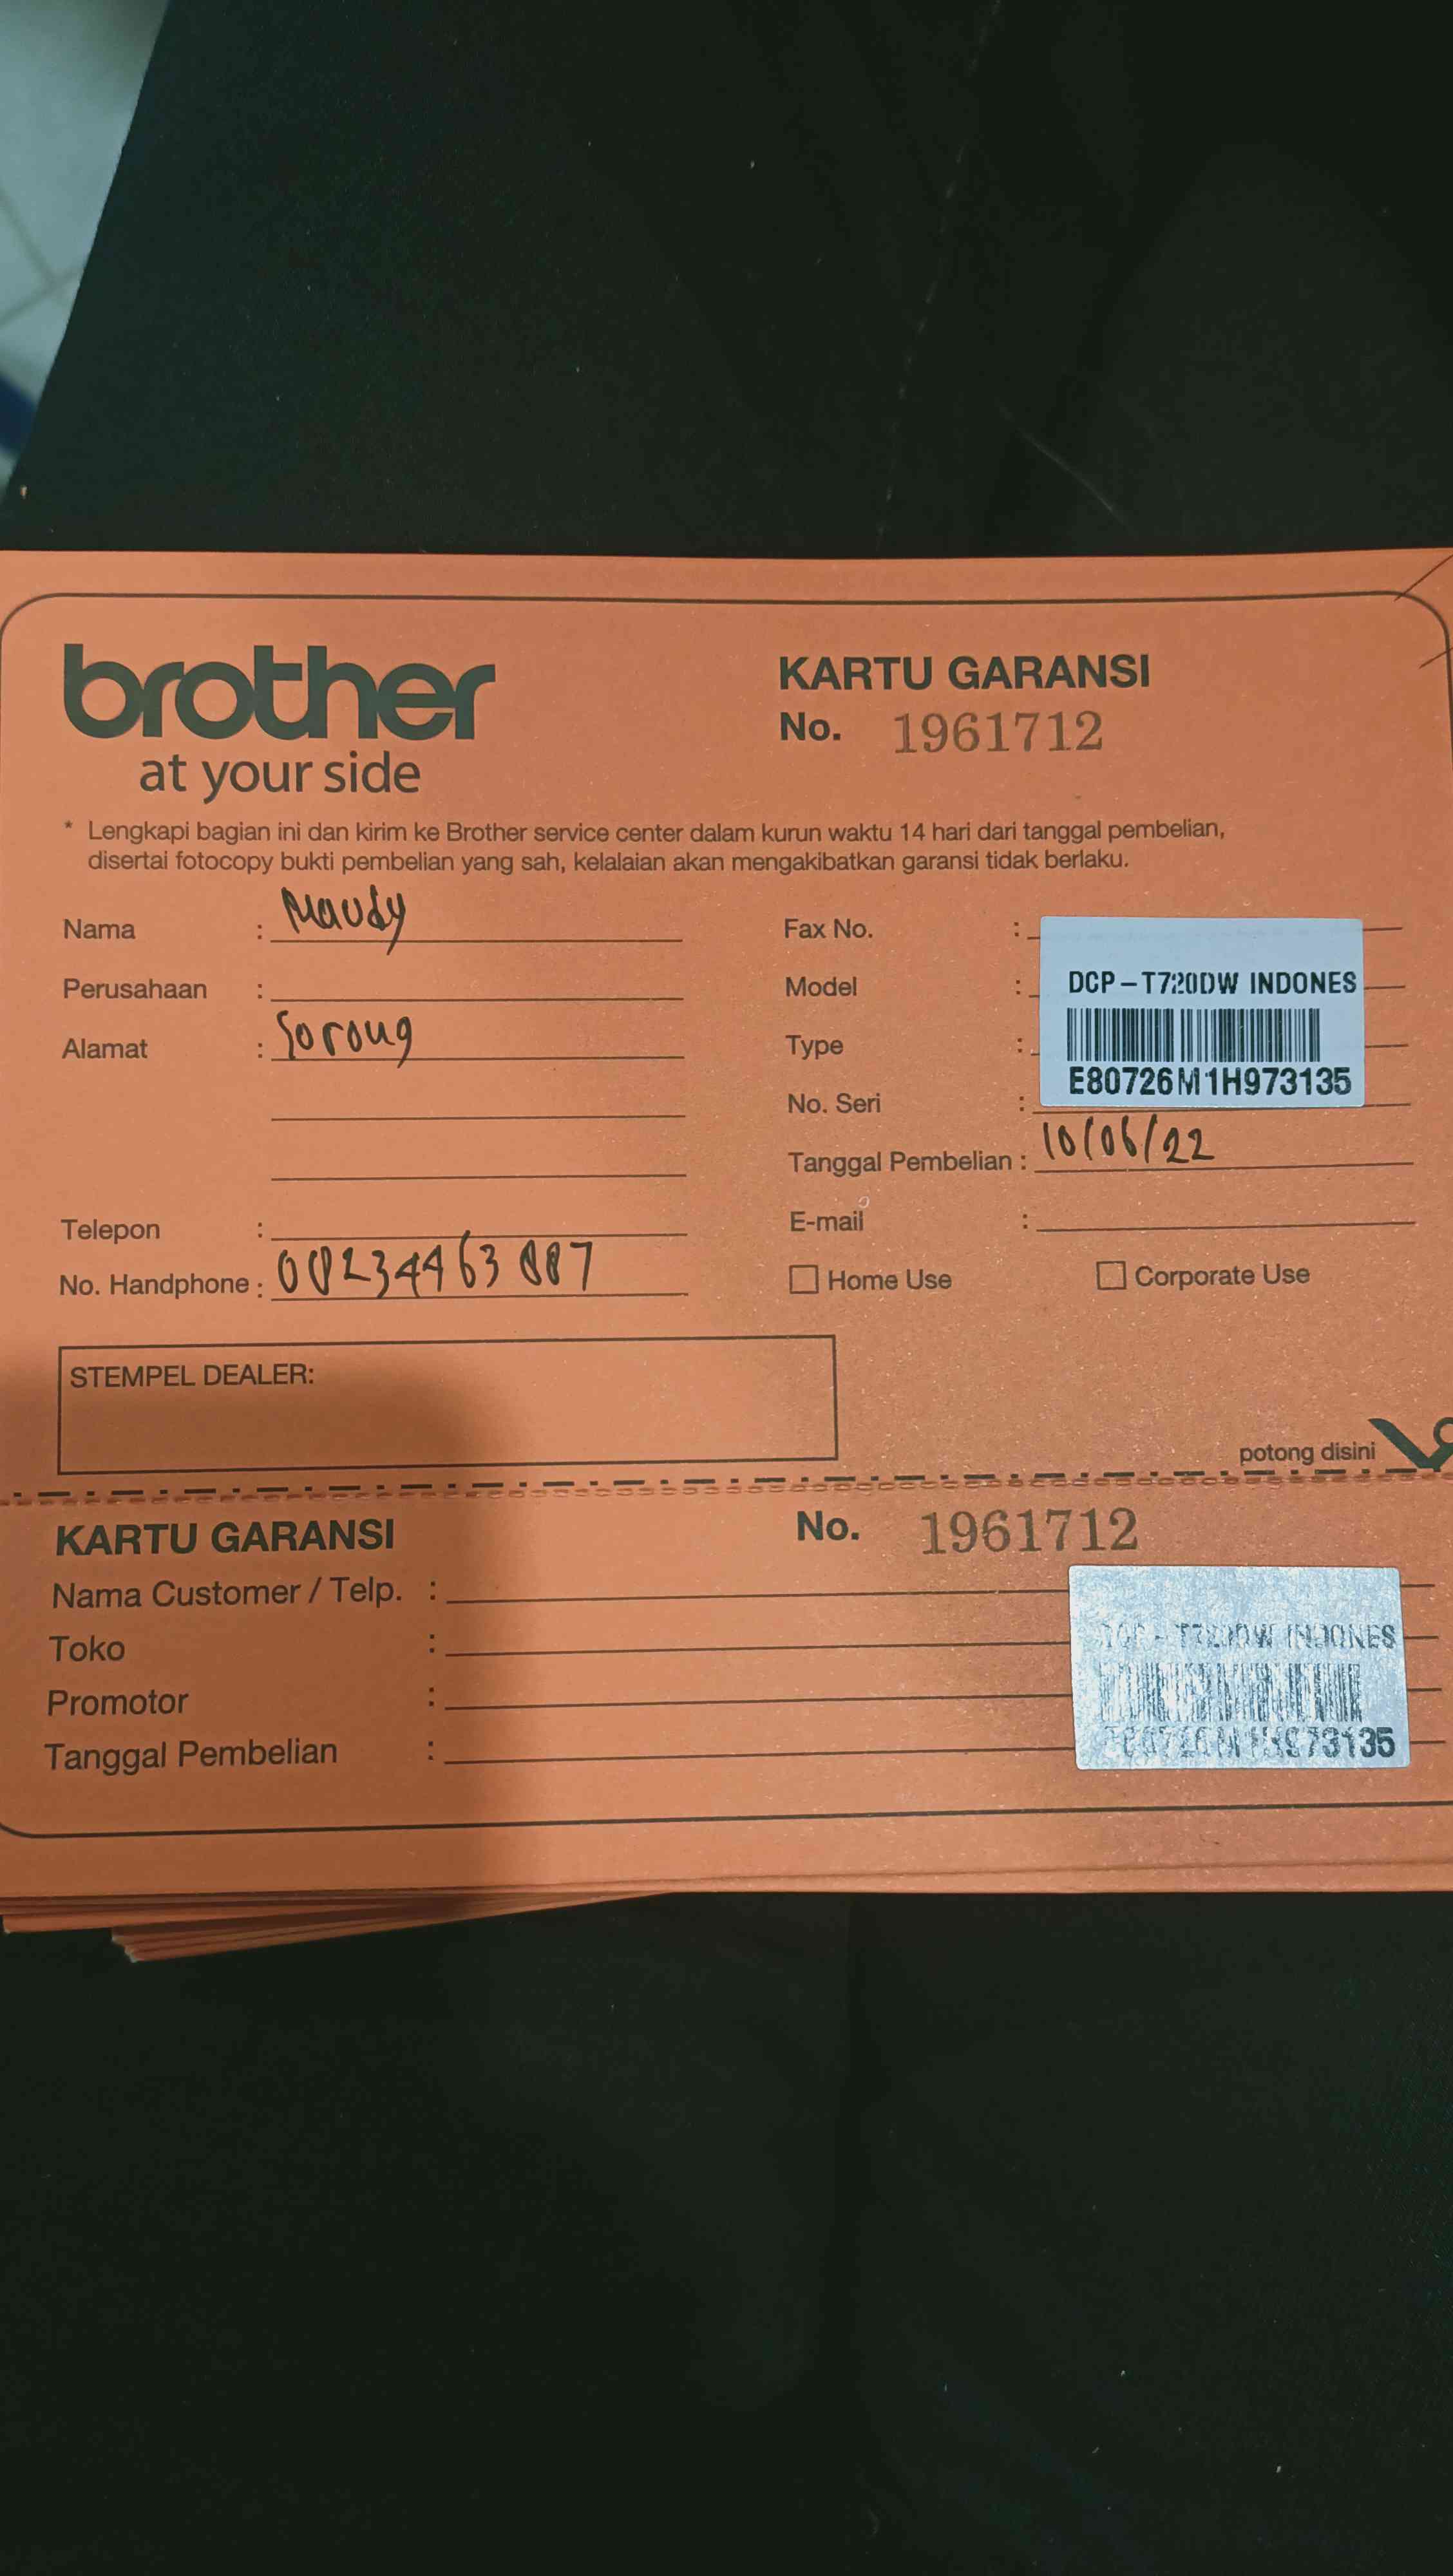 brother
at your side
KARTU GARANSI
No. 1961712
* Lengkapi bagian ini dan kirim ke Brother service center dalam kurun waktu 14 hari dari tanggal pembelian,
disertai fotocopy bukti pembelian yang sah, kelalaian akan mengakibatkan garansi tidak berlaku.
Nama : Maudy
Perusahaan :
Alamat : Sorong
Telepon :
No. Handphone :
Fax No. :
Model : DCP-T720DW INDONES
Type :
E80726M1H973135
No. Seri :
Tanggal Pembelian : 10/06/22
E-mail :
Home Use
Corporate Use
STEMPEL DEALER:
potong disini
KARTU GARANSI
No. 1961712
Nama Customer / Telp. :
Toko :
Promotor :
Tanggal Pembelian :